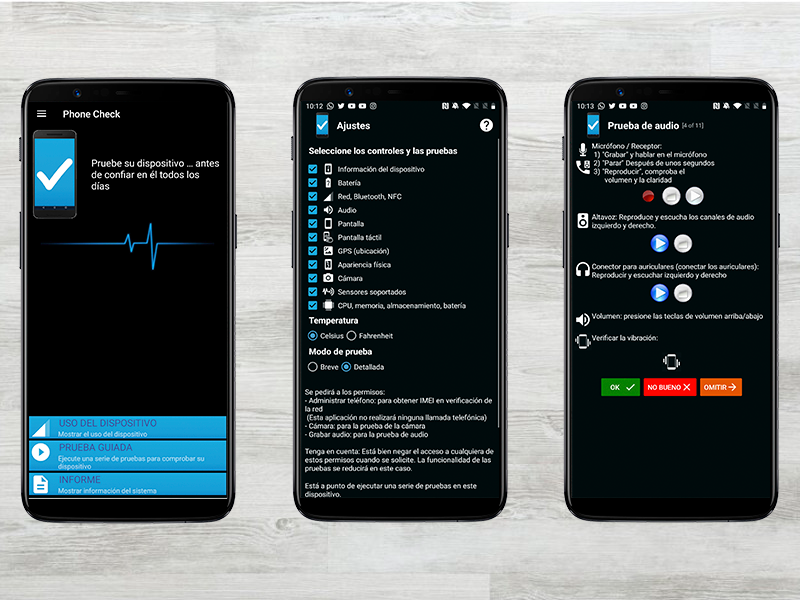 Phone Check
Pruebe su dispositivo ... antes
de confiar en él todos los
días
USO DEL DISPOSITIVO
Mostrar el uso del dispositivo
PRUEBA GUIADA
Ejecute una serie de pruebas para comprobar su
dispositivo
INFORME
Mostrar información del sistema
10:12
Ajustes
?
Seleccione los controles y las pruebas
Información del dispositivo
Batería
Red, Bluetooth, NFC
Audio
Pantalla
Pantalla táctil
GPS (ubicación)
Apariencia física
Cámara
Sensores soportados
CPU, memoria, almacenamiento, batería
Temperatura
Celsius Fahrenheit
Modo de prueba
Breve Detallada
Se pedirá a los permisos:
- Administrar teléfono: para obtener IMEI en verificación de
la red
(Esta aplicación no realizará ninguna llamada telefónica)
- Cámara: para la prueba de la cámara
- Grabar audio: para la prueba de audio
Tenga en cuenta: Está bien negar el acceso a cualquiera de
estos permisos cuando se solicite. La funcionalidad de las
pruebas se reducirá en este caso.
Está a punto de ejecutar una serie de pruebas en este
dispositivo.
10:13
Prueba de audio [4 of 11]
Micrófono / Receptor:
1) "Grabar" y hablar en el micrófono
2) "Parar" Después de unos segundos
3) "Reproducir", comproba el
volumen y la claridad
Altavoz: Reproduce y escucha los canales de audio
izquierdo y derecho.
Conector para auriculares (conectar los auriculares):
Reproducir y escuchar izquierdo y derecho
Volumen: presione las teclas de volumen arriba/abajo
Verificar la vibración:
OK NO BUENO OMITIR